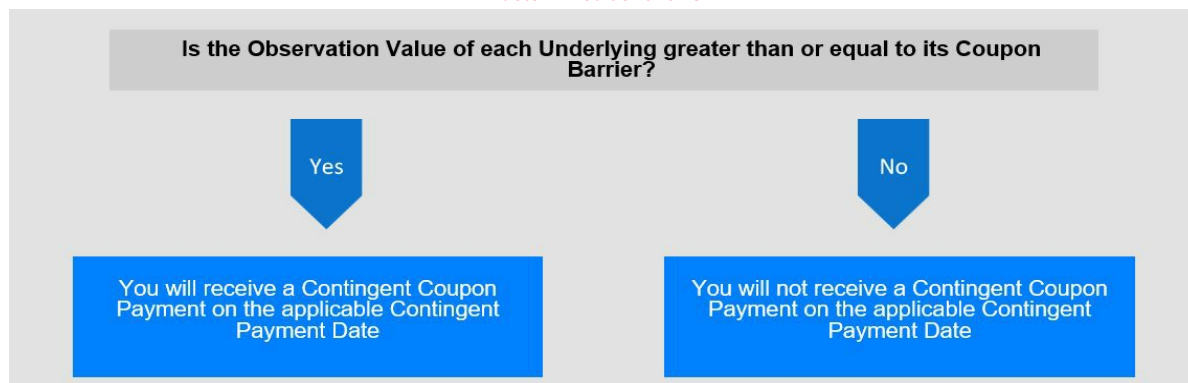 Is the Observation Value of each Underlying greater than or equal to its Coupon
Barrier?
Yes
No
You will receive a Contingent Coupon
Payment on the applicable Contingent
Payment Date
You will not receive a Contingent Coupon
Payment on the applicable Contingent
Payment Date